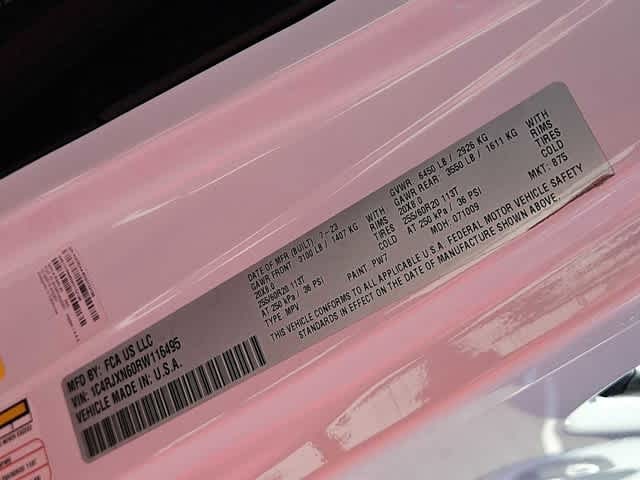 MFD BY: FCA US LLC
VIN: 1C4RJXN60RW116495
VEHICLE MADE IN: U.S.A.
DATE OF MFR (BUILT) 7-23
GAWR FRONT 3100 LB / 1407 KG WITH
20X8.0 RIMS
255/60R20 113T TIRES
AT 250 kPa / 36 PSI COLD
TYPE: MPV PAINT: PW7
GVWR: 6450 LB / 2926 KG
GAWR REAR 3550 LB / 1611 KG WITH
20X8.0 RIMS
255/60R20 113T TIRES
AT 250 kPa / 36 PSI COLD
MDH: 071009 MKT: 87S
THIS VEHICLE CONFORMS TO ALL APPLICABLE U.S.A. FEDERAL MOTOR VEHICLE SAFETY
STANDARDS IN EFFECT ON THE DATE OF MANUFACTURE SHOWN ABOVE.